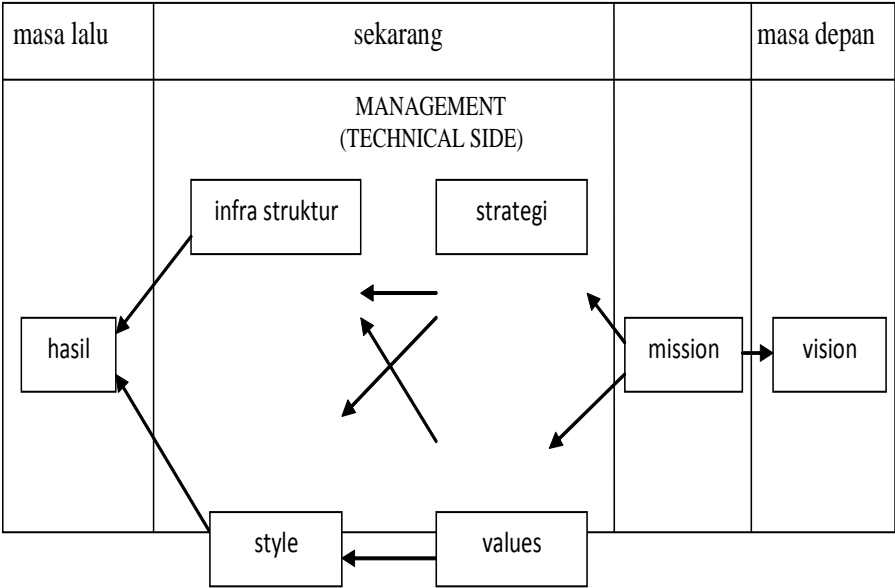 masa lalu
sekarang
masa depan
MANAGEMENT
(TECHNICAL SIDE)
infra struktur
strategi
hasil
mission
vision
style
values